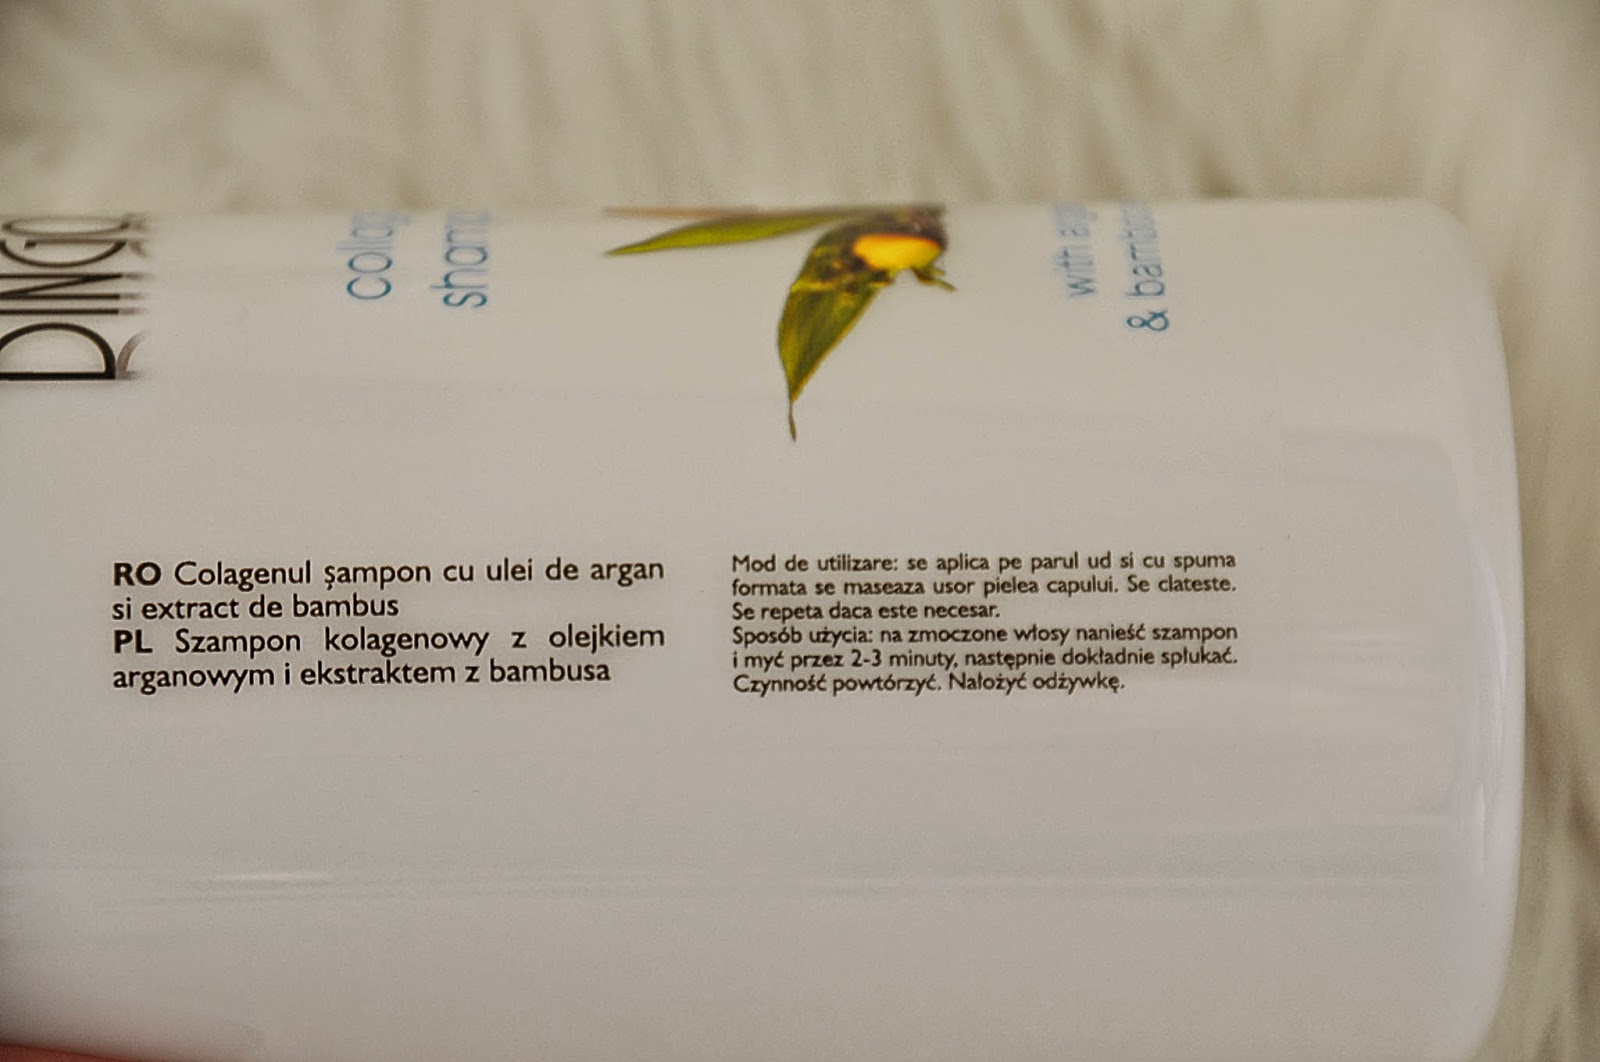 BINGO
with
& bamboo
RO Colagenul șampon cu ulei de argan
si extract de bambus
PL Szampon kolagenowy z olejkiem
arganowym i ekstraktem z bambusa
Mod de utilizare: se aplica pe parul ud si cu spuma
formata se maseaza usor pielea capului. Se clateste.
Se repeta daca este necesar.
Sposób użycia: na zmoczone włosy nanieść szampon
i myć przez 2-3 minuty, następnie dokładnie spłukać.
Czynność powtórzyć. Nałożyć odżywkę.